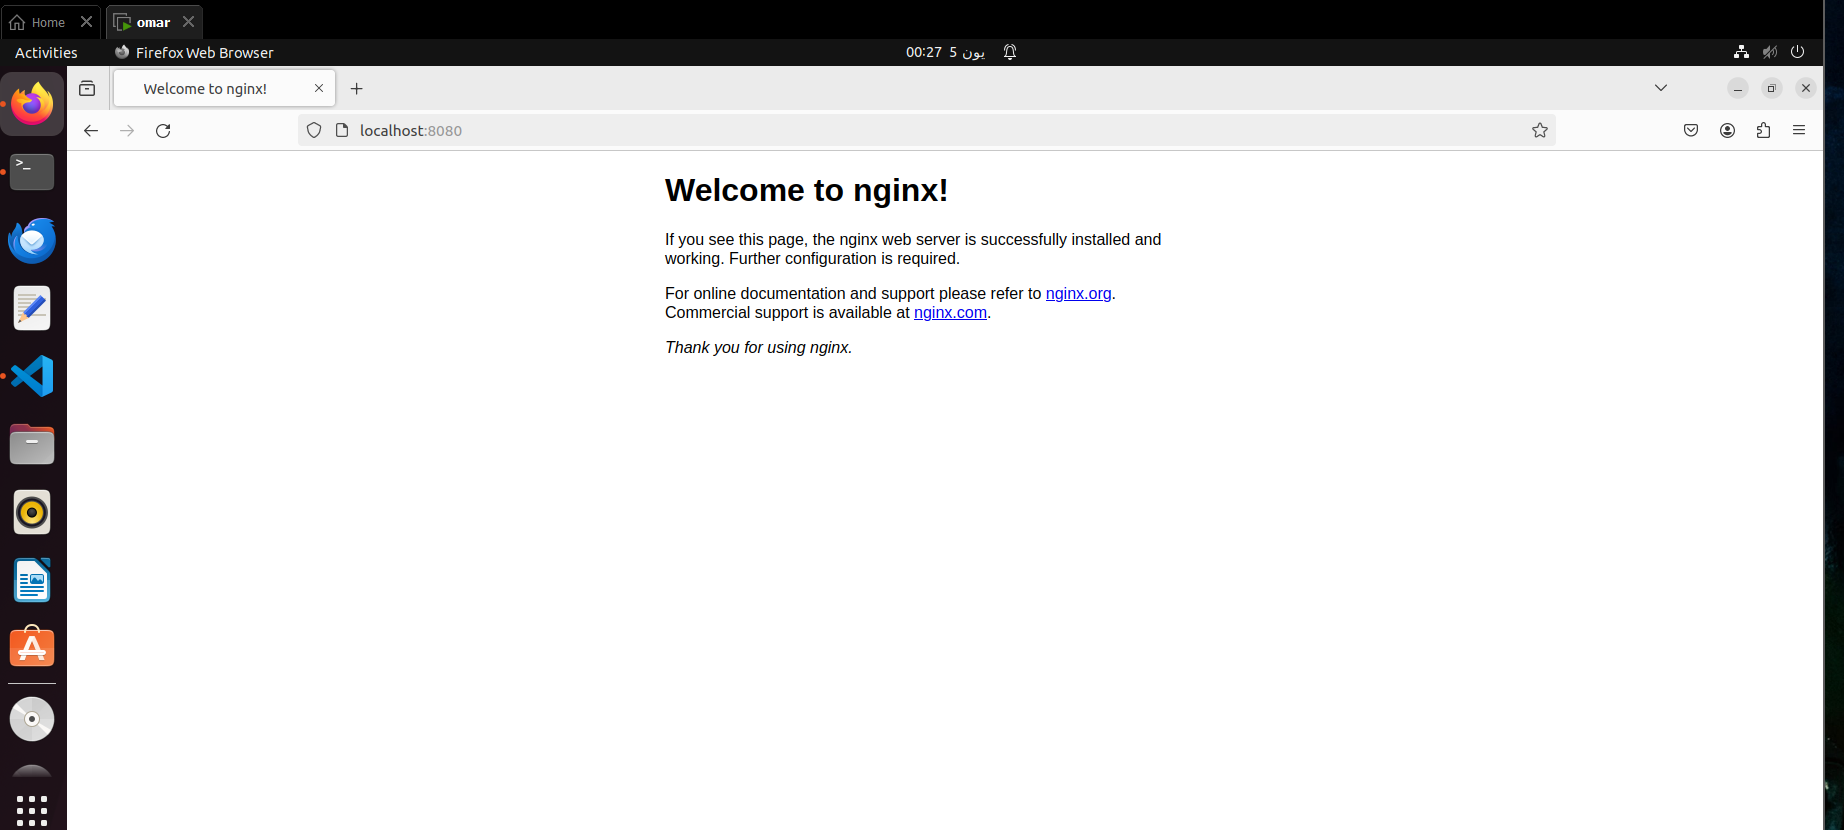 Home
omar
Activities
Firefox Web Browser
00:27 5 يون
Welcome to nginx!
localhost:8080
Welcome to nginx!
If you see this page, the nginx web server is successfully installed and
working. Further configuration is required.
For online documentation and support please refer to nginx.org.
Commercial support is available at nginx.com.
Thank you for using nginx.